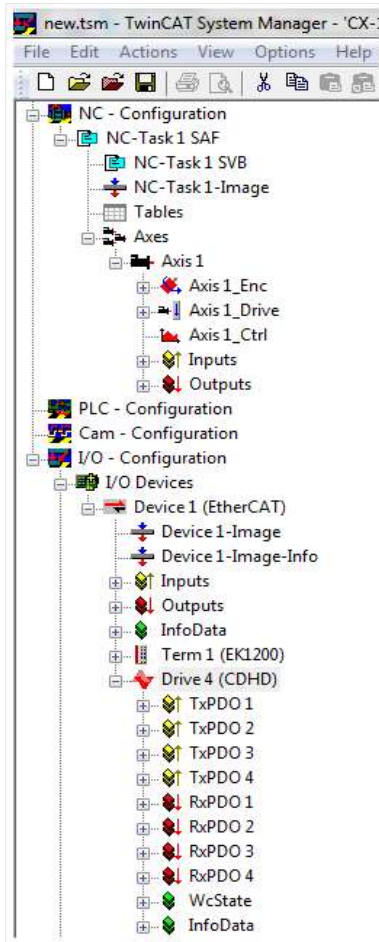 new.tsm - TwinCAT System Manager - 'CX-
File Edit Actions View Options Help
NC - Configuration
NC-Task 1 SAF
NC-Task 1 SVB
NC-Task 1-Image
Tables
Axes
Axis 1
Axis 1_Enc
Axis 1_Drive
Axis 1_Ctrl
Inputs
Outputs
PLC - Configuration
Cam - Configuration
I/O - Configuration
I/O Devices
Device 1 (EtherCAT)
Device 1-Image
Device 1-Image-Info
Inputs
Outputs
InfoData
Term 1 (EK1200)
Drive 4 (CDHD)
TxPDO 1
TxPDO 2
TxPDO 3
TxPDO 4
RxPDO 1
RxPDO 2
RxPDO 3
RxPDO 4
WcState
InfoData